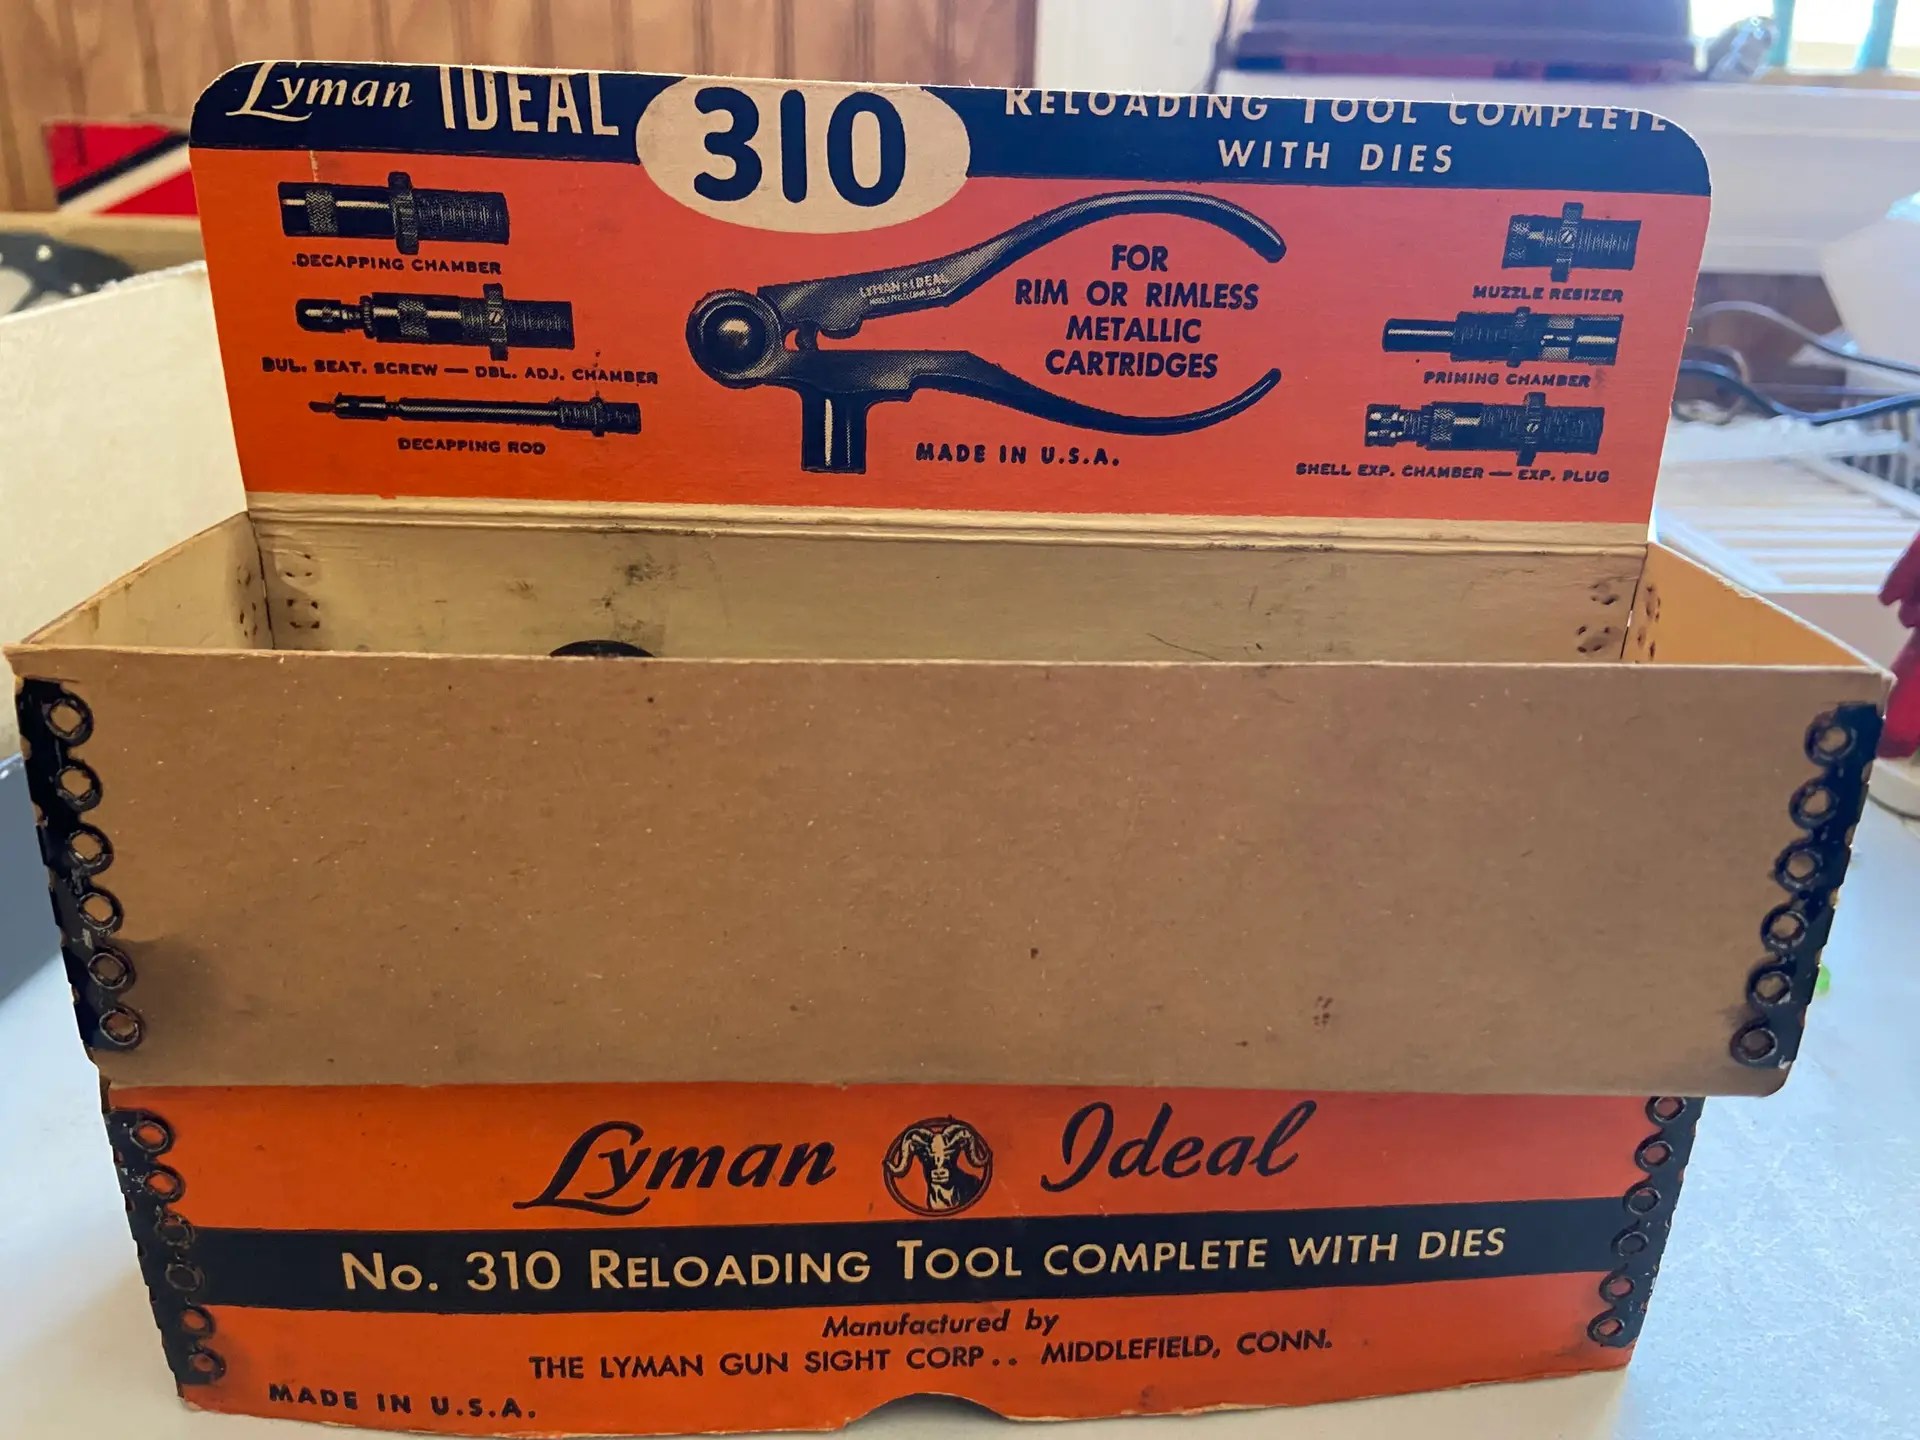 Lyman IDEAL 310 RELOADING TOOL COMPLETE
WITH DIES
DECAPPING CHAMBER
BUL. SEAT. SCREW — DBL. ADJ. CHAMBER
DECAPPING ROD
LYMAN IDEAL
FOR
RIM OR RIMLESS
METALLIC
CARTRIDGES
MADE IN U.S.A.
MUZZLE RESIZER
PRIMING CHAMBER
SHELL EXP. CHAMBER — EXP. PLUG
Lyman Ideal
No. 310 RELOADING TOOL COMPLETE WITH DIES
Manufactured by
THE LYMAN GUN SIGHT CORP.. MIDDLEFIELD, CONN.
MADE IN U.S.A.